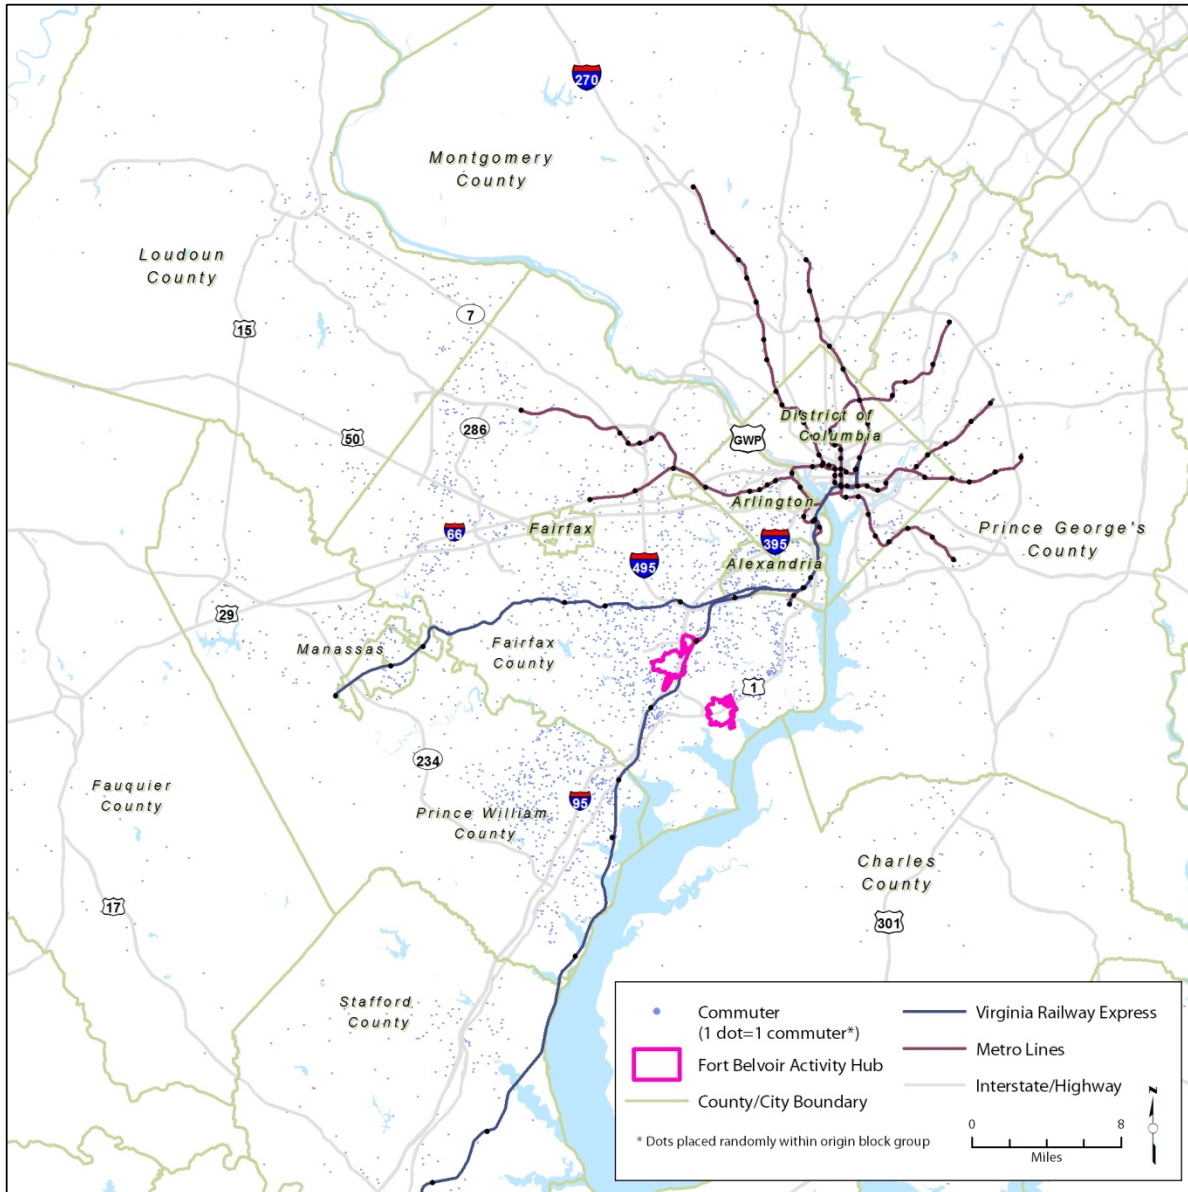 270
Montgomery
County
Loudoun
County
7
15
District of
Columbia
286
50
GWP
Arlington
Prince George's
County
Fairfax
66
395
495
Alexandria
29
Manassas
Fairfax
County
1
234
Fauquier
County
95
Prince William
County
Charles
County
17
301
Stafford
County
Commuter
(1 dot=1 commuter*)
Fort Belvoir Activity Hub
County/City Boundary
* Dots placed randomly within origin block group
Virginia Railway Express
Metro Lines
Interstate/Highway
N
0 8
Miles